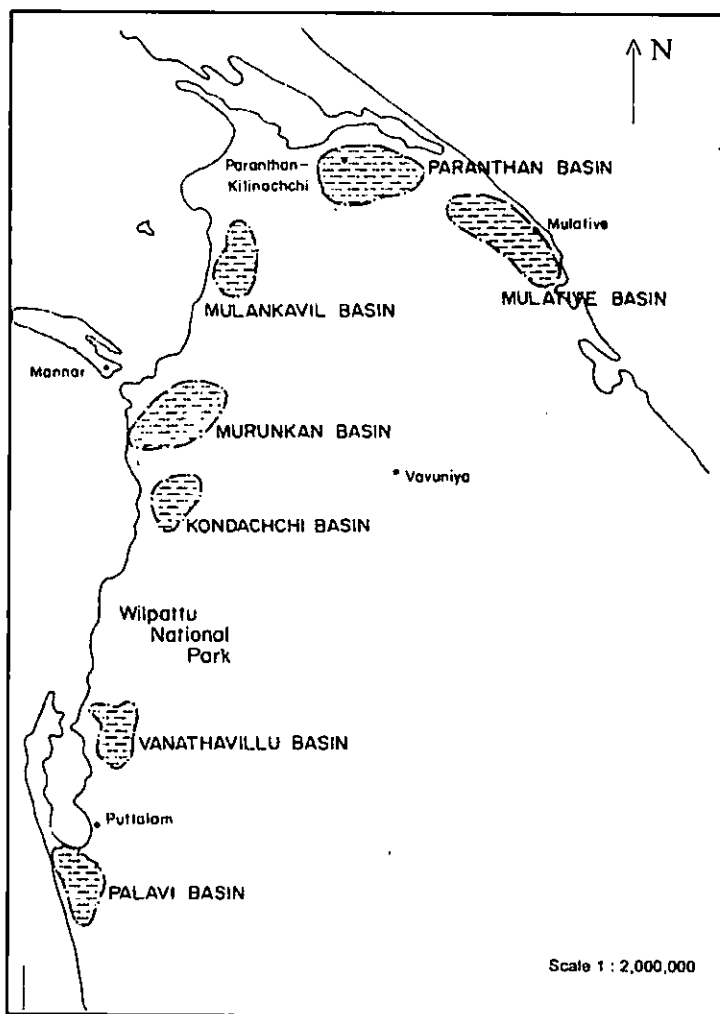 N
Paranthan-
Kilinochchi
PARANTHAN BASIN
Mulative
MULANKAVIL BASIN
MULATIVE BASIN
Mannar
MURUNKAN BASIN
Vavuniya
KONDACHCHI BASIN
Wilpattu
National
Park
VANATHAVILLU BASIN
Puttalam
PALAVI BASIN
Scale 1 : 2,000,000